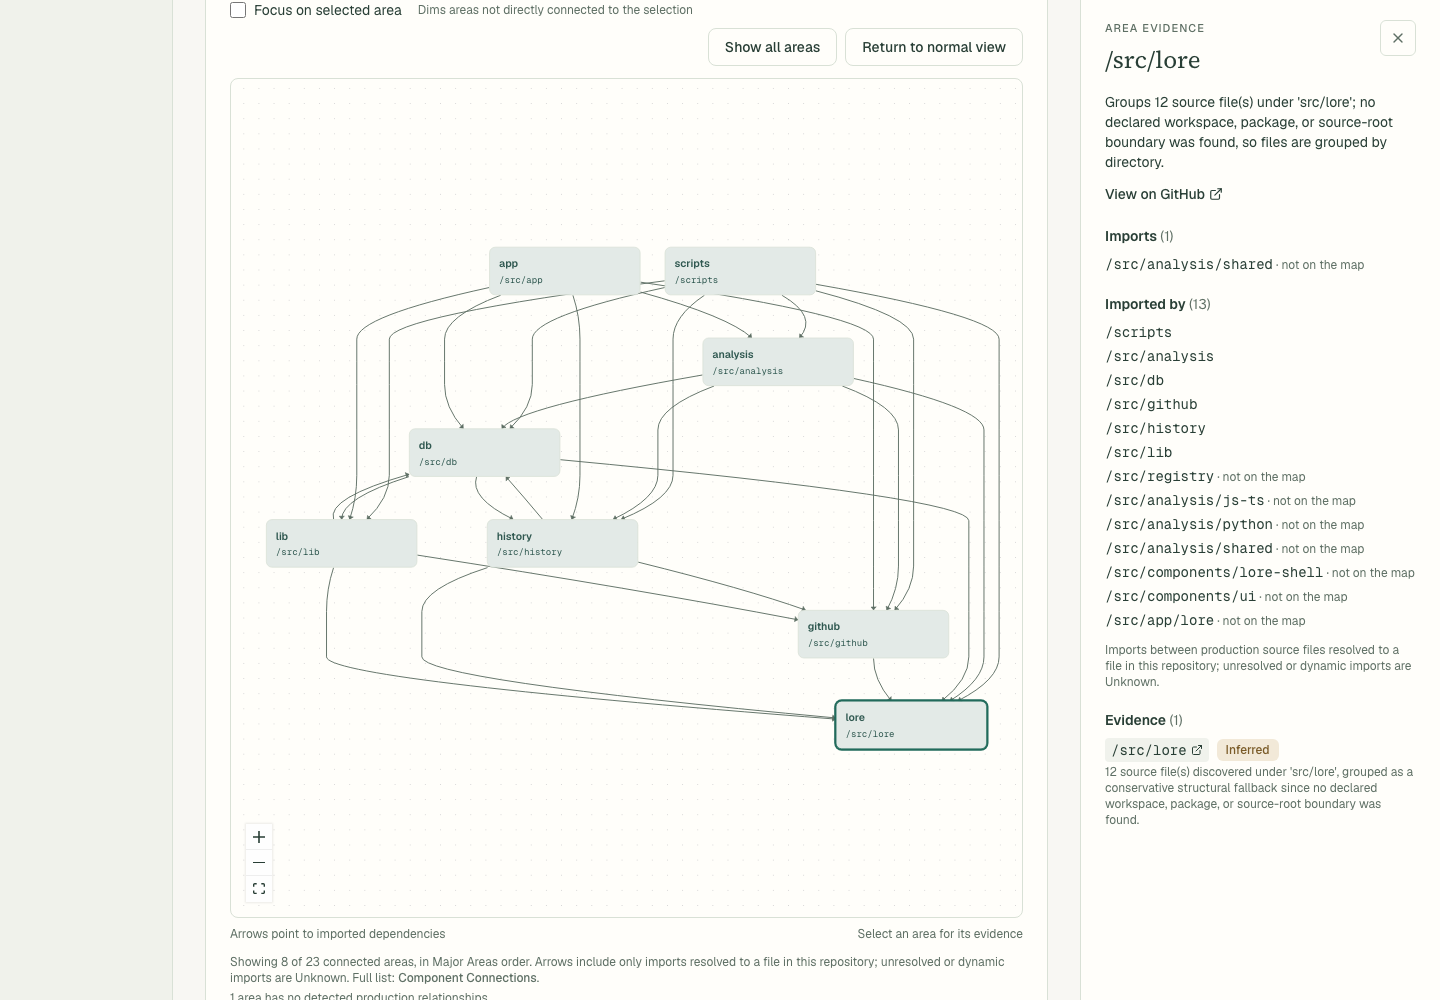 Focus on selected area Dims areas not directly connected to the selection
Show all areas Return to normal view
app
/src/app
scripts
/scripts
analysis
/src/analysis
db
/src/db
lib
/src/lib
history
/src/history
github
/src/github
lore
/src/lore
Arrows point to imported dependencies Select an area for its evidence
Showing 8 of 23 connected areas, in Major Areas order. Arrows include only imports resolved to a file in this repository; unresolved or dynamic
imports are Unknown. Full list: Component Connections.
1 area has no detected production relationships
AREA EVIDENCE
/src/lore
Groups 12 source file(s) under 'src/lore'; no
declared workspace, package, or source-root
boundary was found, so files are grouped by
directory.
View on GitHub
Imports (1)
/src/analysis/shared · not on the map
Imported by (13)
/scripts
/src/analysis
/src/db
/src/github
/src/history
/src/lib
/src/registry · not on the map
/src/analysis/js-ts · not on the map
/src/analysis/python · not on the map
/src/analysis/shared · not on the map
/src/components/lore-shell · not on the map
/src/components/ui · not on the map
/src/app/lore · not on the map
Imports between production source files resolved to a
file in this repository; unresolved or dynamic imports are
Unknown.
Evidence (1)
/src/lore Inferred
12 source file(s) discovered under 'src/lore', grouped as a
conservative structural fallback since no declared
workspace, package, or source-root boundary was
found.